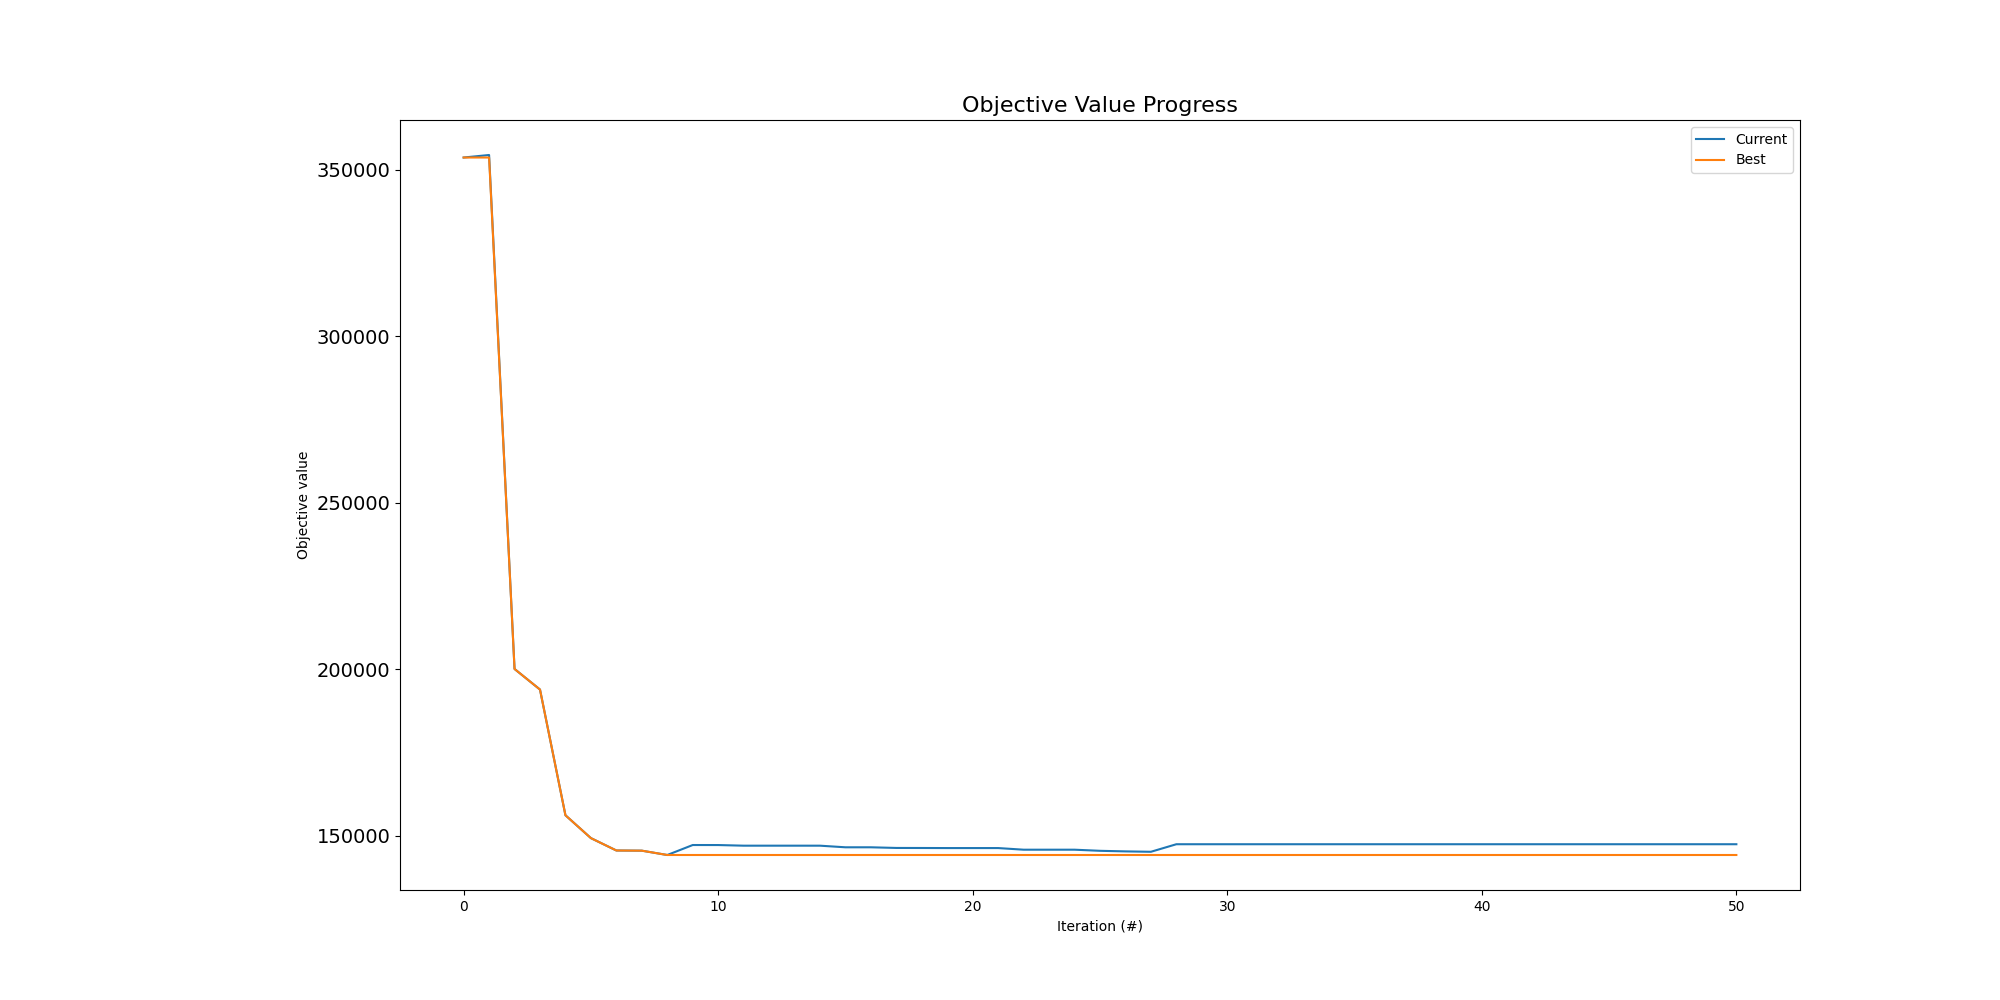 Objective Value Progress
Current
Best
350000
300000
250000
200000
150000
Objective value
0 10 20 30 40 50
Iteration (#)